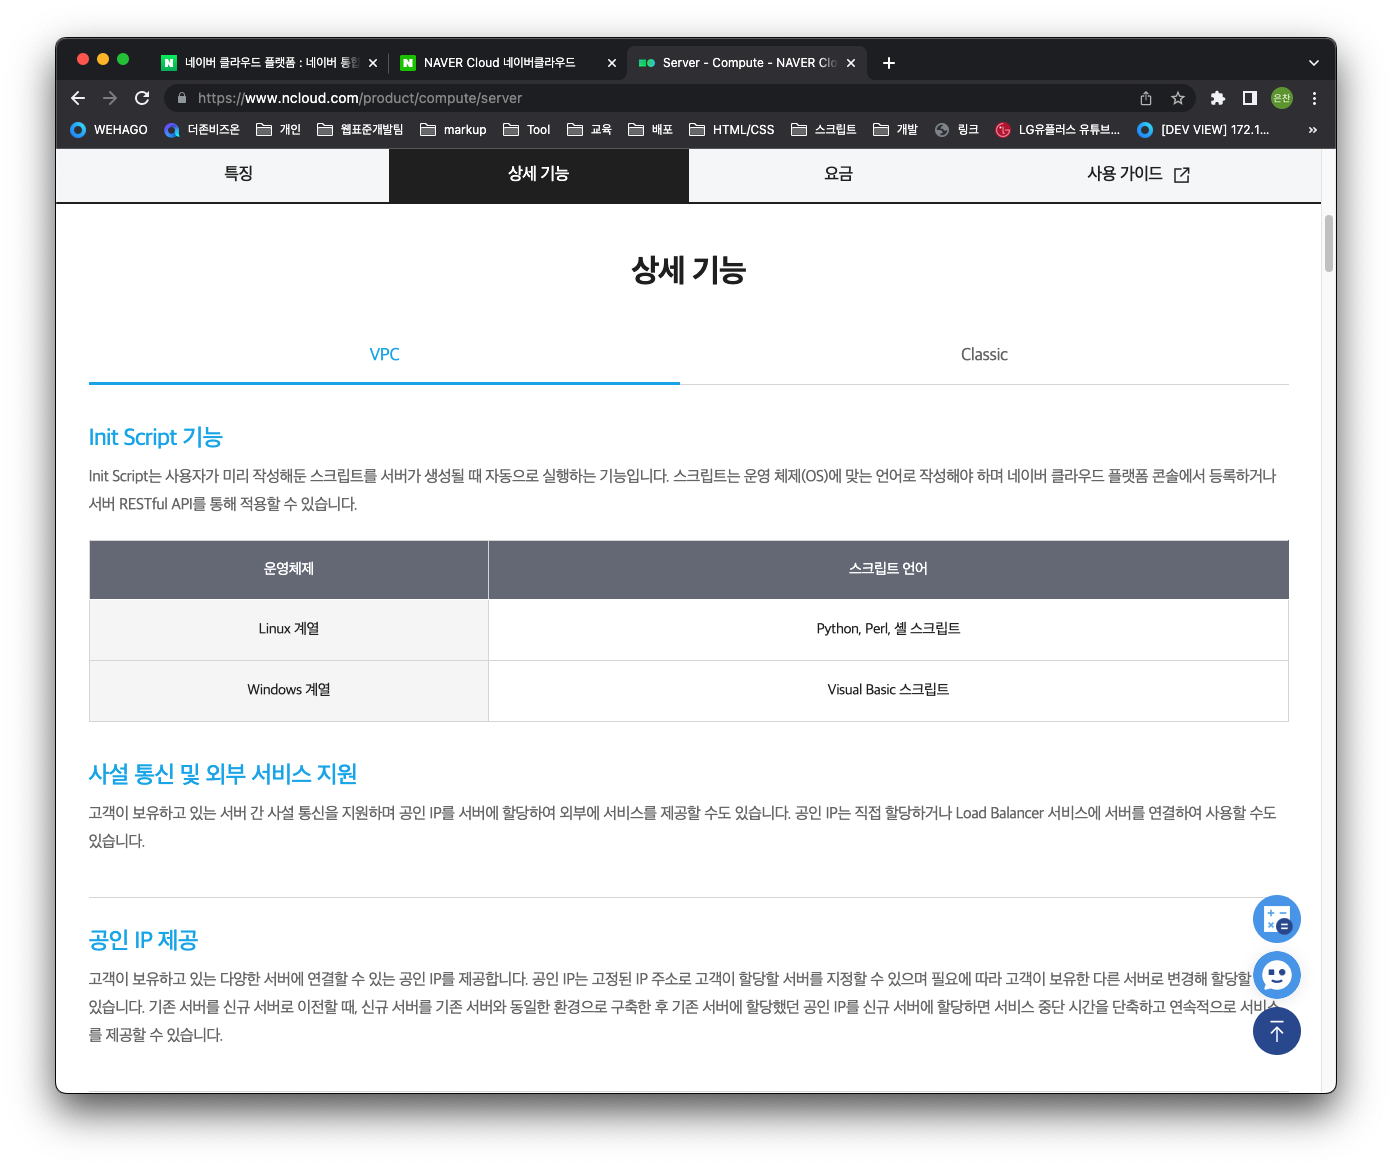 네이버 클라우드 플랫폼 : 네이버 통합
NAVER Cloud 네이버클라우드
Server - Compute - NAVER Clo
https://www.ncloud.com/product/compute/server
은찬
WEHAGO
더존비즈온
개인
웹표준개발팀
markup
Tool
교육
배포
HTML/CSS
스크립트
개발
링크
LG유플러스 유튜브...
[DEV VIEW] 172.1...
특징
상세 기능
요금
사용 가이드
상세 기능
VPC
Classic
Init Script 기능
Init Script는 사용자가 미리 작성해둔 스크립트를 서버가 생성될 때 자동으로 실행하는 기능입니다. 스크립트는 운영 체제(OS)에 맞는 언어로 작성해야 하며 네이버 클라우드 플랫폼 콘솔에서 등록하거나
서버 RESTful API를 통해 적용할 수 있습니다.
운영체제
스크립트 언어
Linux 계열
Python, Perl, 셸 스크립트
Windows 계열
Visual Basic 스크립트
사설 통신 및 외부 서비스 지원
고객이 보유하고 있는 서버 간 사설 통신을 지원하며 공인 IP를 서버에 할당하여 외부에 서비스를 제공할 수도 있습니다. 공인 IP는 직접 할당하거나 Load Balancer 서비스에 서버를 연결하여 사용할 수도
있습니다.
공인 IP 제공
고객이 보유하고 있는 다양한 서버에 연결할 수 있는 공인 IP를 제공합니다. 공인 IP는 고정된 IP 주소로 고객이 할당할 서버를 지정할 수 있으며 필요에 따라 고객이 보유한 다른 서버로 변경해 할당할
있습니다. 기존 서버를 신규 서버로 이전할 때, 신규 서버를 기존 서버와 동일한 환경으로 구축한 후 기존 서버에 할당했던 공인 IP를 신규 서버에 할당하면 서비스 중단 시간을 단축하고 연속적으로 서비스
를 제공할 수 있습니다.